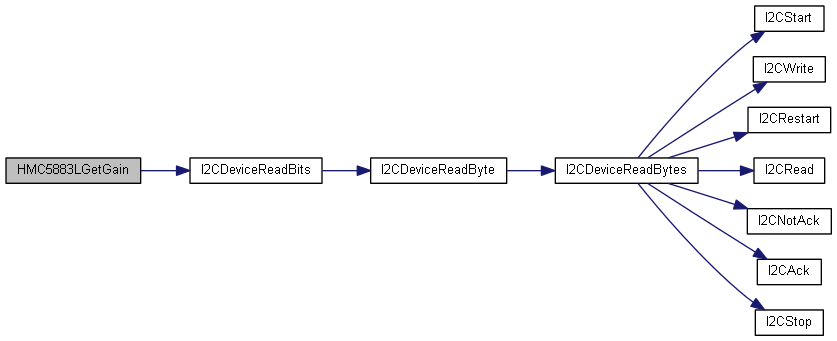 HMC5883LGetGain
I2CDeviceReadBits
I2CDeviceReadByte
I2CDeviceReadBytes
I2CStart
I2CWrite
I2CRestart
I2CRead
I2CNotAck
I2CAck
I2CStop